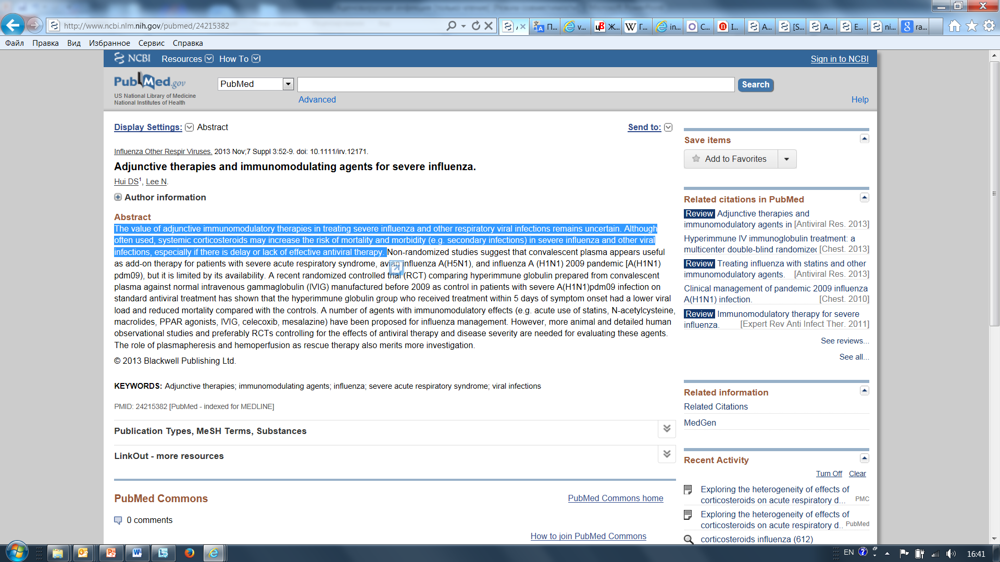 http://www.ncbi.nlm.nih.gov/pubmed/24215382
A
П...
v...
Ж...
Г...
in...
C...
I...
A...
[S...
A...
E...
ni...
ra...
Файл Правка Вид Избранное Сервис Справка
NCBI Resources How To Sign in to NCBI
PubMed.gov
US National Library of Medicine
National Institutes of Health
PubMed
Search
Advanced
Help
Display Settings: Abstract
Send to:
Influenza Other Respir Viruses. 2013 Nov;7 Suppl 3:52-9. doi: 10.1111/irv.12171.
Adjunctive therapies and immunomodulating agents for severe influenza.
Hui DS1, Lee N.
Author information
Abstract
The value of adjunctive immunomodulatory therapies in treating severe influenza and other respiratory viral infections remains uncertain. Although
often used, systemic corticosteroids may increase the risk of mortality and morbidity (e.g. secondary infections) in severe influenza and other viral
infections, especially if there is delay or lack of effective antiviral therapy. Non-randomized studies suggest that convalescent plasma appears useful
as add-on therapy for patients with severe acute respiratory syndrome, avian influenza A(H5N1), and influenza A (H1N1) 2009 pandemic [A(H1N1)
pdm09), but it is limited by its availability. A recent randomized controlled trial (RCT) comparing hyperimmune globulin prepared from convalescent
plasma against normal intravenous gammaglobulin (IVIG) manufactured before 2009 as control in patients with severe A(H1N1)pdm09 infection on
standard antiviral treatment has shown that the hyperimmune globulin group who received treatment within 5 days of symptom onset had a lower viral
load and reduced mortality compared with the controls. A number of agents with immunomodulatory effects (e.g. acute use of statins, N-acetylcysteine,
macrolides, PPAR agonists, IVIG, celecoxib, mesalazine) have been proposed for influenza management. However, more animal and detailed human
observational studies and preferably RCTs controlling for the effects of antiviral therapy and disease severity are needed for evaluating these agents.
The role of plasmapheresis and hemoperfusion as rescue therapy also merits more investigation.
© 2013 Blackwell Publishing Ltd.
KEYWORDS: Adjunctive therapies; immunomodulating agents; influenza; severe acute respiratory syndrome; viral infections
PMID: 24215382 [PubMed - indexed for MEDLINE]
Publication Types, MeSH Terms, Substances
LinkOut - more resources
PubMed Commons
PubMed Commons home
0 comments
How to join PubMed Commons
Save items
Add to Favorites
Related citations in PubMed
Review Adjunctive therapies and
immunomodulatory agents in [Antiviral Res. 2013]
Hyperimmune IV immunoglobulin treatment: a
multicenter double-blind randomized [Chest. 2013]
Review Treating influenza with statins and other
immunomodulatory agents. [Antiviral Res. 2013]
Clinical management of pandemic 2009 influenza
A(H1N1) infection. [Chest. 2010]
Review Immunomodulatory therapy for severe
influenza. [Expert Rev Anti Infect Ther. 2011]
See reviews...
See all...
Related information
Related Citations
MedGen
Recent Activity
Turn Off Clear
Exploring the heterogeneity of effects of
corticosteroids on acute respiratory d... PMC
Exploring the heterogeneity of effects of
corticosteroids on acute respiratory d.. PubMed
corticosteroids influenza (612)
EN
16:41